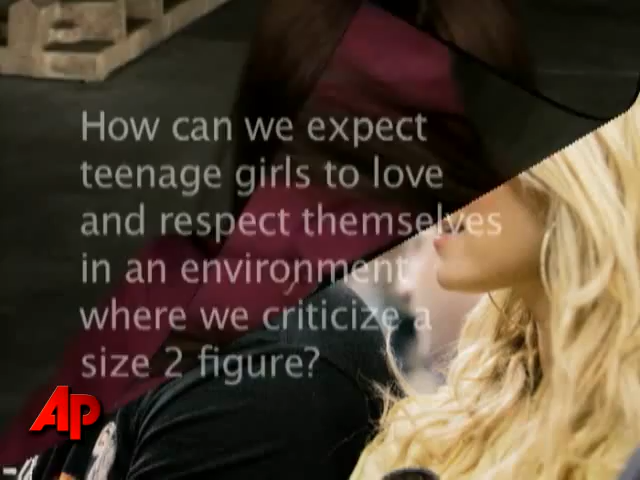 How can we expect
teenage girls to love
and respect themselves
in an environment
where we criticize a
size 2 figure?
AP